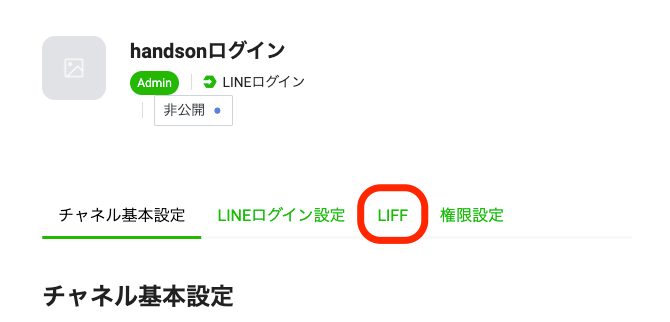 handsonログイン
Admin LINEログイン
非公開
チャネル基本設定 LINEログイン設定 LIFF 権限設定
チャネル基本設定